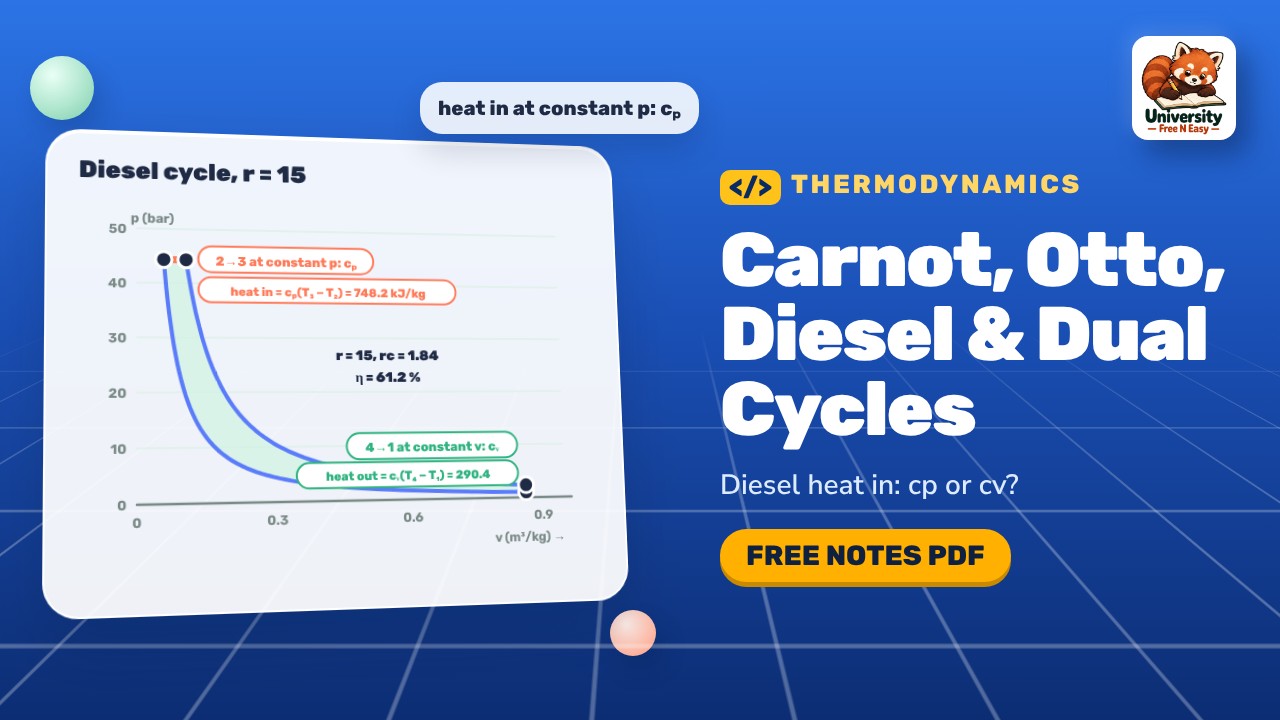 heat in at constant p: cₚ
Diesel cycle, r = 15
p (bar)
50
40
30
20
10
0
0
0.3
0.6
0.9
v (m³/kg) →
2→3 at constant p: cₚ
heat in = cₚ(T₃ − T₂) = 748.2 kJ/kg
r = 15, rc = 1.84
η = 61.2 %
4→1 at constant v: cᵥ
heat out = cᵥ(T₄ − T₁) = 290.4
University
Free N Easy
</> THERMODYNAMICS
Carnot, Otto,
Diesel & Dual
Cycles
Diesel heat in: cp or cv?
FREE NOTES PDF